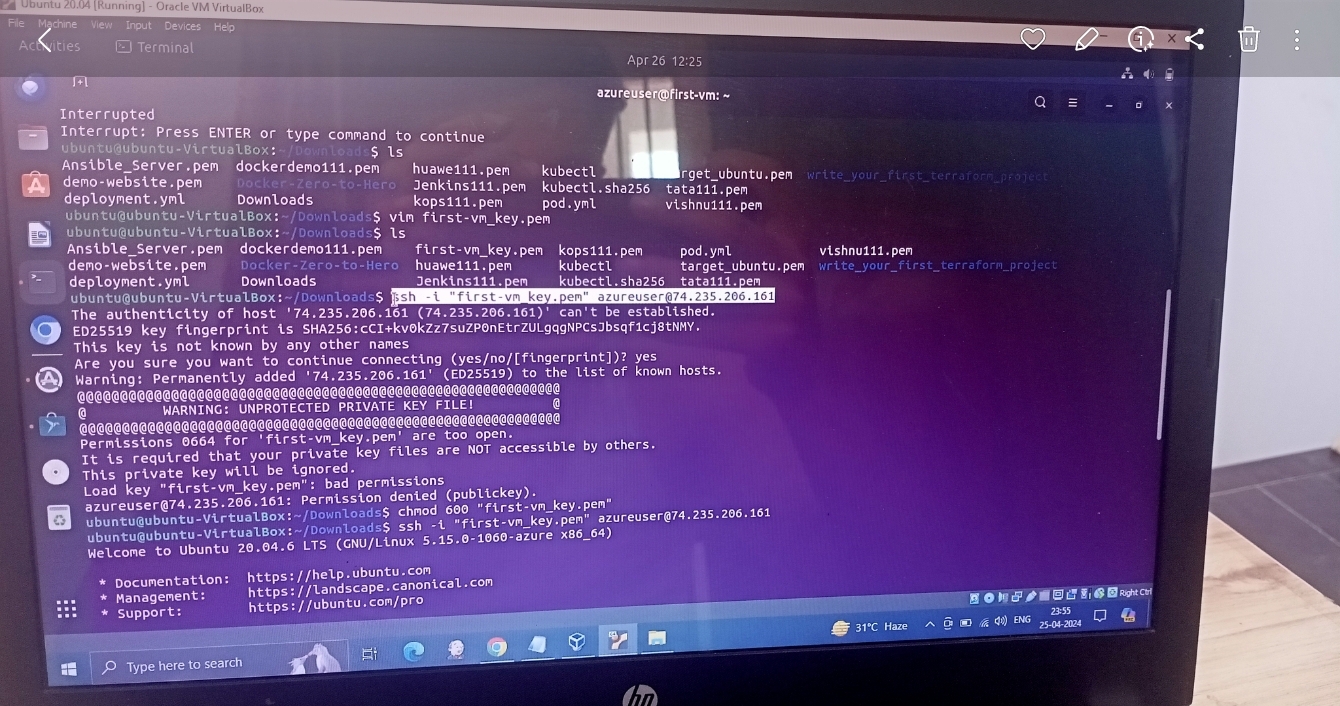 Ubuntu 20.04 [Running] - Oracle VM VirtualBox
File Machine View Input Devices Help
Activities Terminal
Apr 26 12:25
azureuser@first-vm: ~
Interrupted
Interrupt: Press ENTER or type command to continue
ubuntu@ubuntu-VirtualBox:~/Downloads$ ls
Ansible_Server.pem dockerdemo111.pem huawe111.pem kubectl rget_ubuntu.pem write_your_first_terraform_project
demo-website.pem Docker-Zero-to-Hero Jenkins111.pem kubectl.sha256 tata111.pem
deployment.yml Downloads kops111.pem pod.yml vishnu111.pem
ubuntu@ubuntu-VirtualBox:~/Downloads$ vim first-vm_key.pem
ubuntu@ubuntu-VirtualBox:~/Downloads$ ls
Ansible_Server.pem dockerdemo111.pem first-vm_key.pem kops111.pem pod.yml vishnu111.pem
demo-website.pem Docker-Zero-to-Hero huawe111.pem kubectl target_ubuntu.pem write_your_first_terraform_project
deployment.yml Downloads Jenkins111.pem kubectl.sha256 tata111.pem
ubuntu@ubuntu-VirtualBox:~/Downloads$ ssh -i "first-vm_key.pem" azureuser@74.235.206.161
The authenticity of host '74.235.206.161 (74.235.206.161)' can't be established.
ED25519 key fingerprint is SHA256:cCI+kv0kZz7suZP0nEtrZULgqgNPCsJbsqf1cj8tNMY.
This key is not known by any other names
Are you sure you want to continue connecting (yes/no/[fingerprint])? yes
Warning: Permanently added '74.235.206.161' (ED25519) to the list of known hosts.
@@@@@@@@@@@@@@@@@@@@@@@@@@@@@@@@@@@@@@@@@@@@@@@@@@@@@@@@@@@
@ WARNING: UNPROTECTED PRIVATE KEY FILE! @
@@@@@@@@@@@@@@@@@@@@@@@@@@@@@@@@@@@@@@@@@@@@@@@@@@@@@@@@@@@
Permissions 0664 for 'first-vm_key.pem' are too open.
It is required that your private key files are NOT accessible by others.
This private key will be ignored.
Load key "first-vm_key.pem": bad permissions
azureuser@74.235.206.161: Permission denied (publickey).
ubuntu@ubuntu-VirtualBox:~/Downloads$ chmod 600 "first-vm_key.pem"
ubuntu@ubuntu-VirtualBox:~/Downloads$ ssh -i "first-vm_key.pem" azureuser@74.235.206.161
Welcome to Ubuntu 20.04.6 LTS (GNU/Linux 5.15.0-1060-azure x86_64)
* Documentation: https://help.ubuntu.com
* Management: https://landscape.canonical.com
* Support: https://ubuntu.com/pro
Right Ctrl
Type here to search
31°C Haze
ENG
23:55
25-04-2024
hp